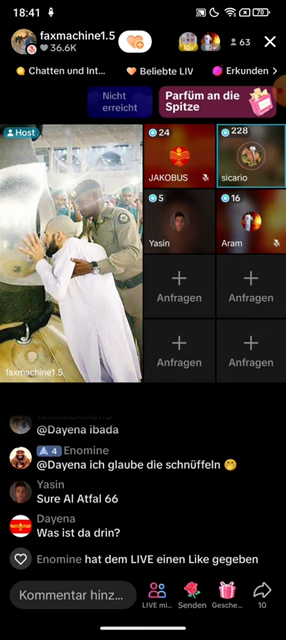 18:41
70
faxmachine1.5
36.6K
63
Chatten und Int...
Beliebte LIV
Erkunden
Nicht
erreicht
Parfüm an die
Spitze
Host
24
JAKOBUS
228
sicario
5
Yasin
16
Aram
Anfragen
Anfragen
Anfragen
Anfragen
faxmachine1.5
@Dayena ibada
4 Enomine
@Dayena ich glaube die schnüffeln 🤭
Yasin
Sure Al Atfal 66
Dayena
Was ist da drin?
Enomine hat dem LIVE einen Like gegeben
Kommentar hinz...
LIVE mi...
Senden
Gesche...
10